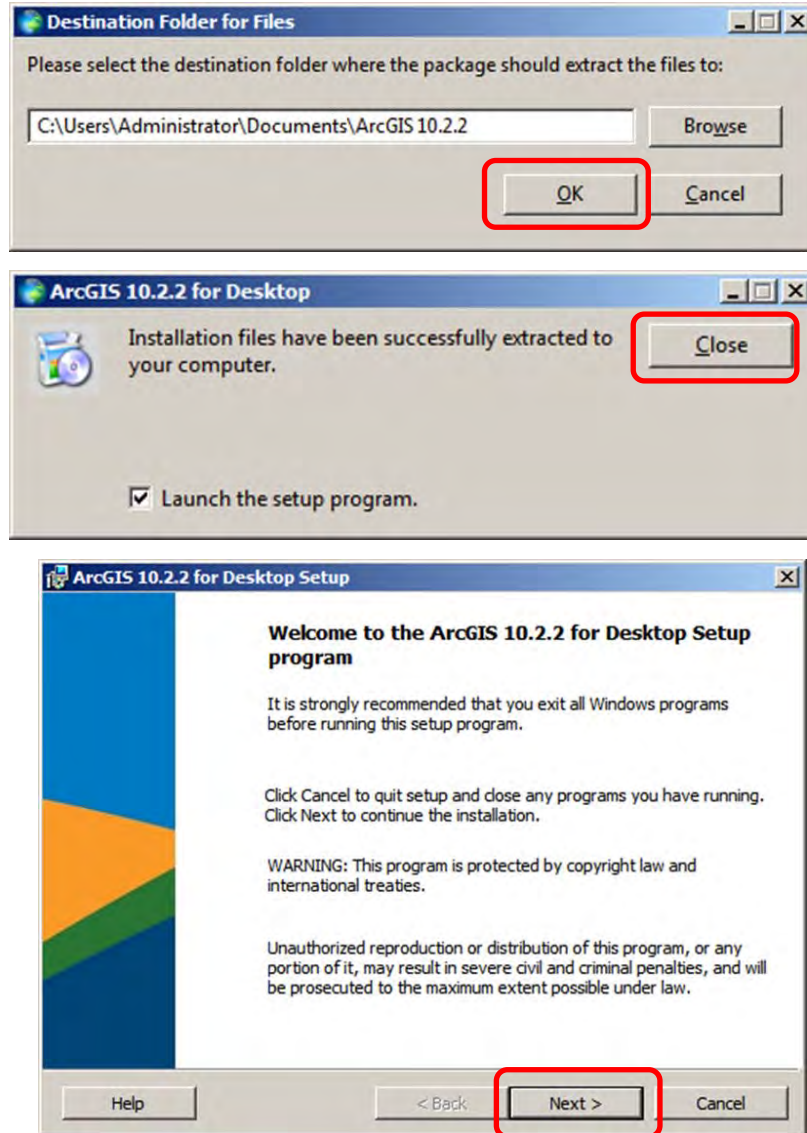 Destination Folder for Files
Please select the destination folder where the package should extract the files to:
C:\Users\Administrator\Documents\ArcGIS 10.2.2
Browse
OK
Cancel
ArcGIS 10.2.2 for Desktop
Installation files have been successfully extracted to
your computer.
Close
Launch the setup program.
ArcGIS 10.2.2 for Desktop Setup
Welcome to the ArcGIS 10.2.2 for Desktop Setup
program
It is strongly recommended that you exit all Windows programs
before running this setup program.
Click Cancel to quit setup and close any programs you have running.
Click Next to continue the installation.
WARNING: This program is protected by copyright law and
international treaties.
Unauthorized reproduction or distribution of this program, or any
portion of it, may result in severe civil and criminal penalties, and will
be prosecuted to the maximum extent possible under law.
Help
< Back
Next >
Cancel